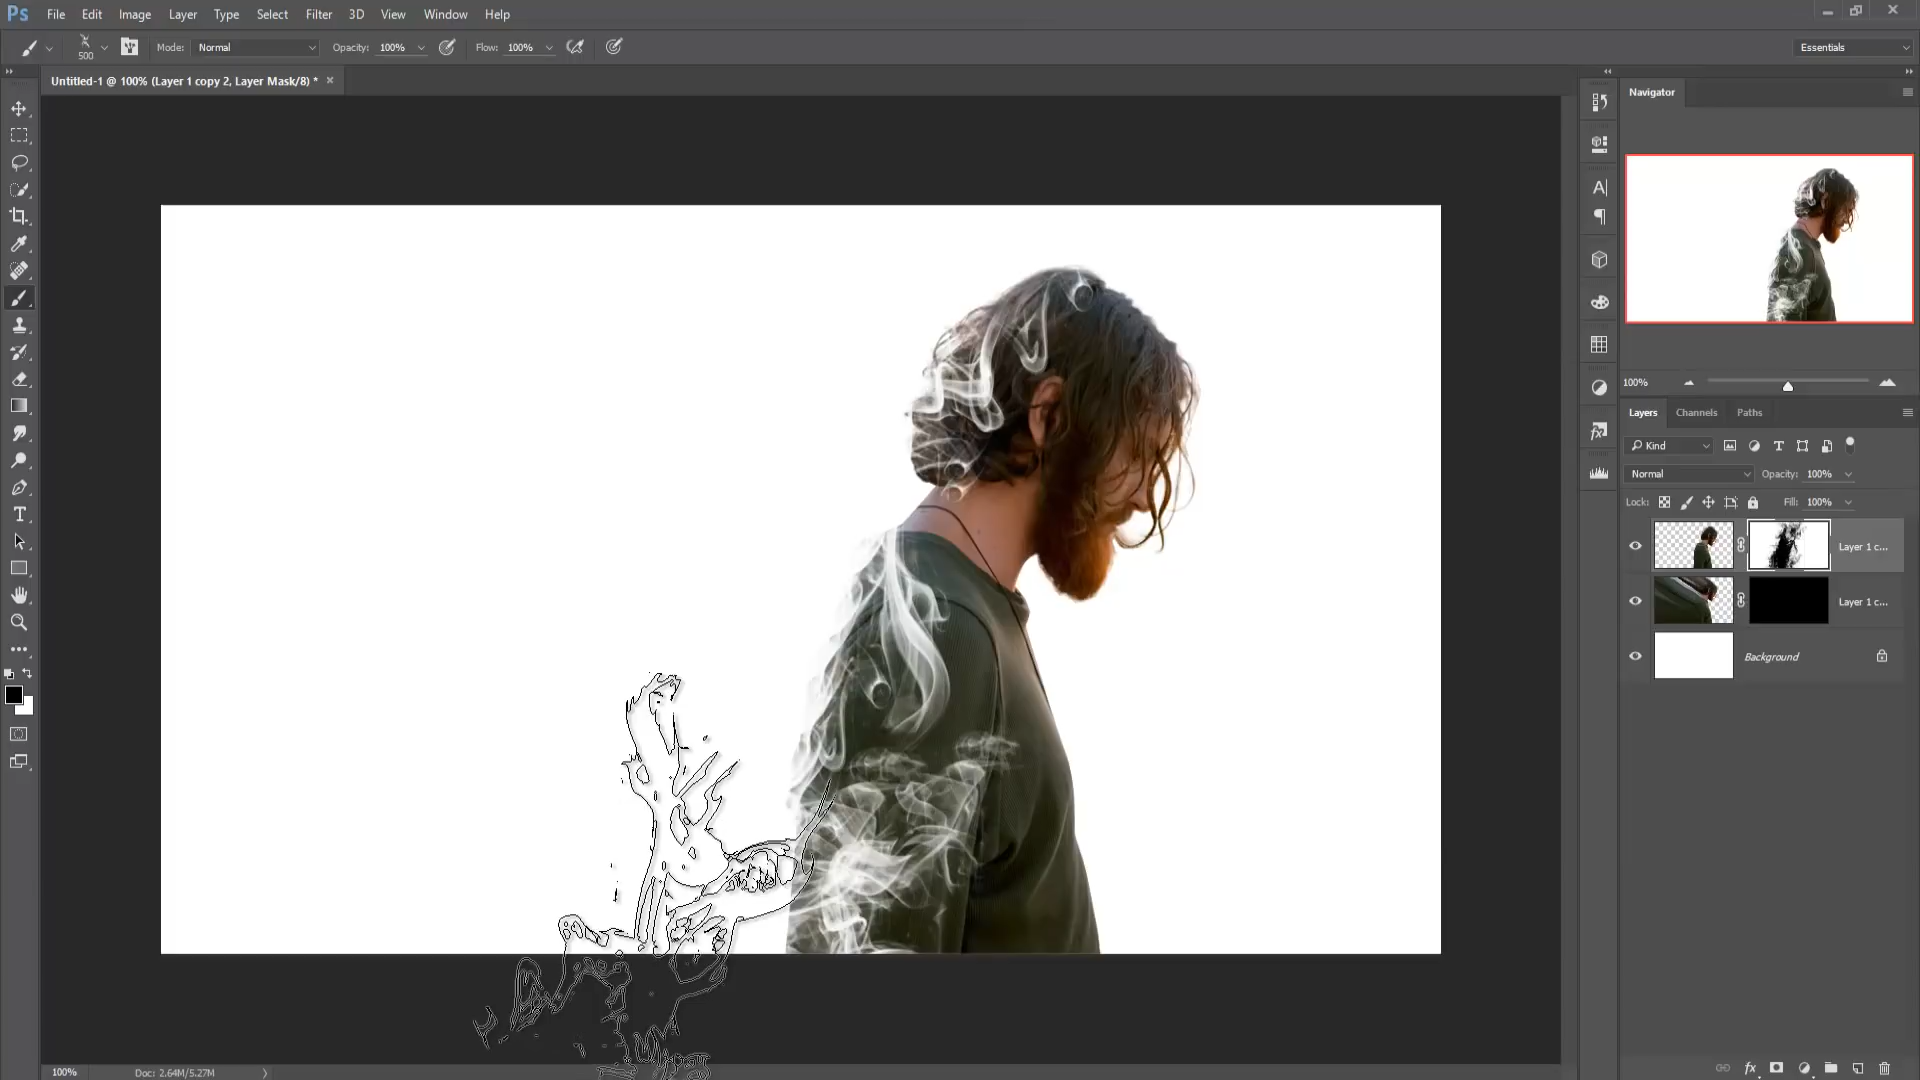 Ps File Edit Image Layer Type Select Filter 3D View Window Help
500 Mode: Normal Opacity: 100% Flow: 100% Essentials
Untitled-1 @ 100% (Layer 1 copy 2, Layer Mask/8) *
Navigator
100%
Layers Channels Paths
Kind
Normal Opacity: 100%
Lock: Fill: 100%
Layer 1 c...
Layer 1 c...
Background
100% Doc: 2.64M/5.27M